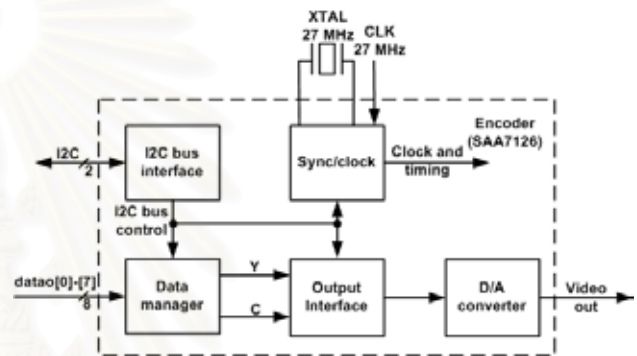 XTAL
27 MHz
CLK
27 MHz
Encoder
(SAA7126)
I2C
2
I2C bus
interface
Sync/clock
Clock and
timing
I2C bus
control
datao[0]-[7]
8
Data
manager
Y
C
Output
Interface
D/A
converter
Video
out